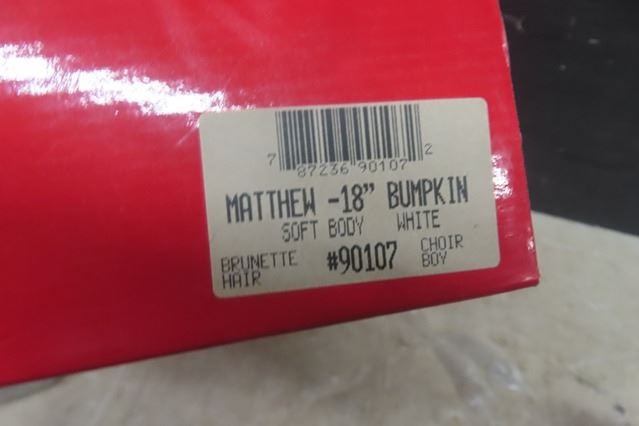 7 87236 90107 2
MATTHEW -18" BUMPKIN
SOFT BODY WHITE
BRUNETTE HAIR #90107 CHOIR BOY